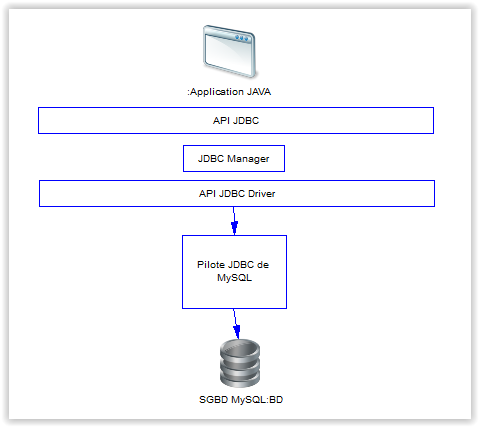 :Application JAVA
API JDBC
JDBC Manager
API JDBC Driver
Pilote JDBC de
MySQL
SGBD MySQL:BD